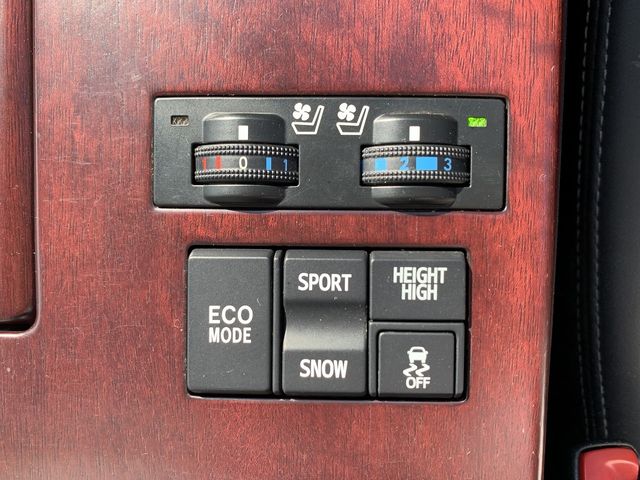 1 0 1
2 3
ECO
MODE
SPORT
SNOW
HEIGHT
HIGH
OFF